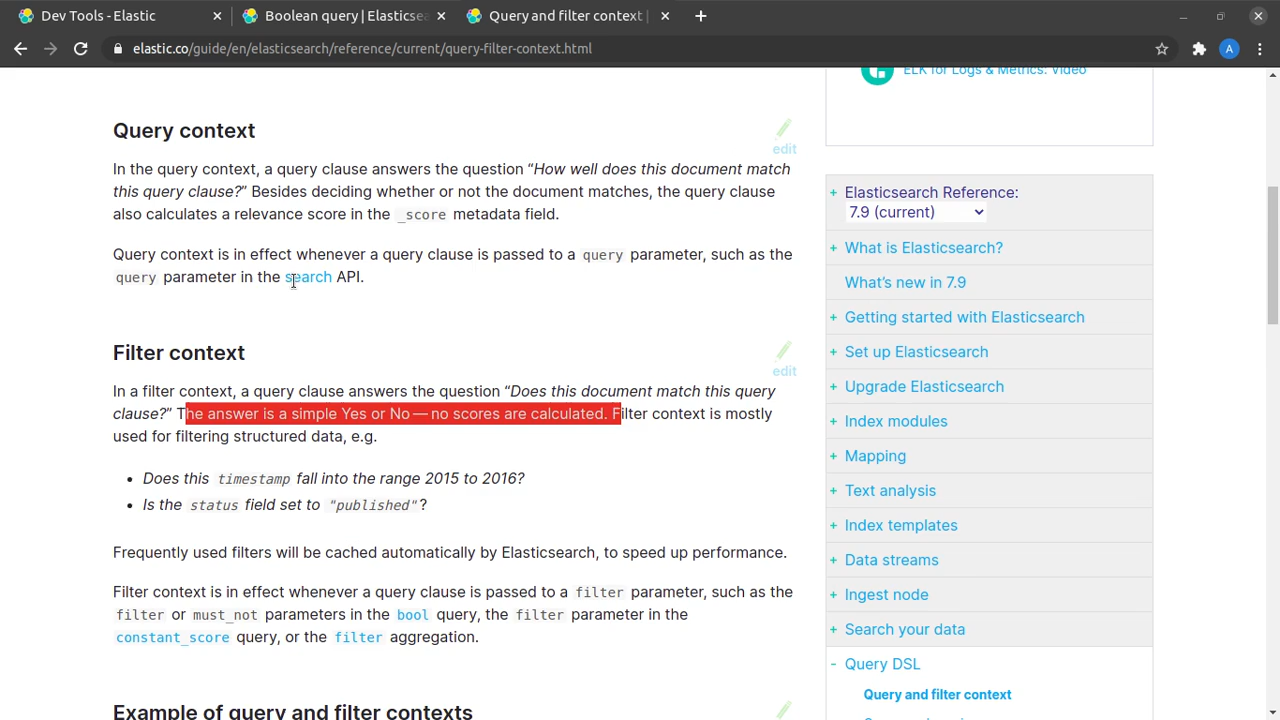 Dev Tools - Elastic
Boolean query | Elasticsea
Query and filter context |
elastic.co/guide/en/elasticsearch/reference/current/query-filter-context.html
A
ELK for Logs & Metrics: Video
Query context
edit
In the query context, a query clause answers the question “How well does this document match
this query clause?” Besides deciding whether or not the document matches, the query clause
also calculates a relevance score in the _score metadata field.
Query context is in effect whenever a query clause is passed to a query parameter, such as the
query parameter in the search API.
Filter context
edit
In a filter context, a query clause answers the question “Does this document match this query
clause?” The answer is a simple Yes or No — no scores are calculated. Filter context is mostly
used for filtering structured data, e.g.
• Does this timestamp fall into the range 2015 to 2016?
• Is the status field set to "published"?
Frequently used filters will be cached automatically by Elasticsearch, to speed up performance.
Filter context is in effect whenever a query clause is passed to a filter parameter, such as the
filter or must_not parameters in the bool query, the filter parameter in the
constant_score query, or the filter aggregation.
Example of query and filter contexts
+ Elasticsearch Reference:
7.9 (current)
+ What is Elasticsearch?
What’s new in 7.9
+ Getting started with Elasticsearch
+ Set up Elasticsearch
+ Upgrade Elasticsearch
+ Index modules
+ Mapping
+ Text analysis
+ Index templates
+ Data streams
+ Ingest node
+ Search your data
- Query DSL
Query and filter context